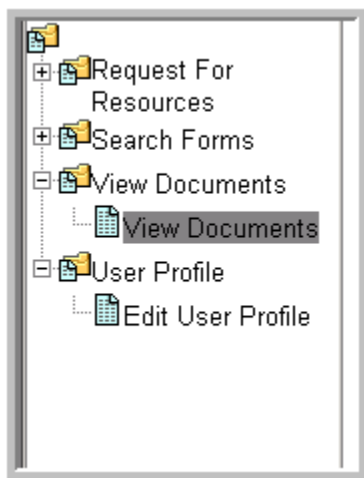 Request For
Resources
Search Forms
View Documents
View Documents
User Profile
Edit User Profile